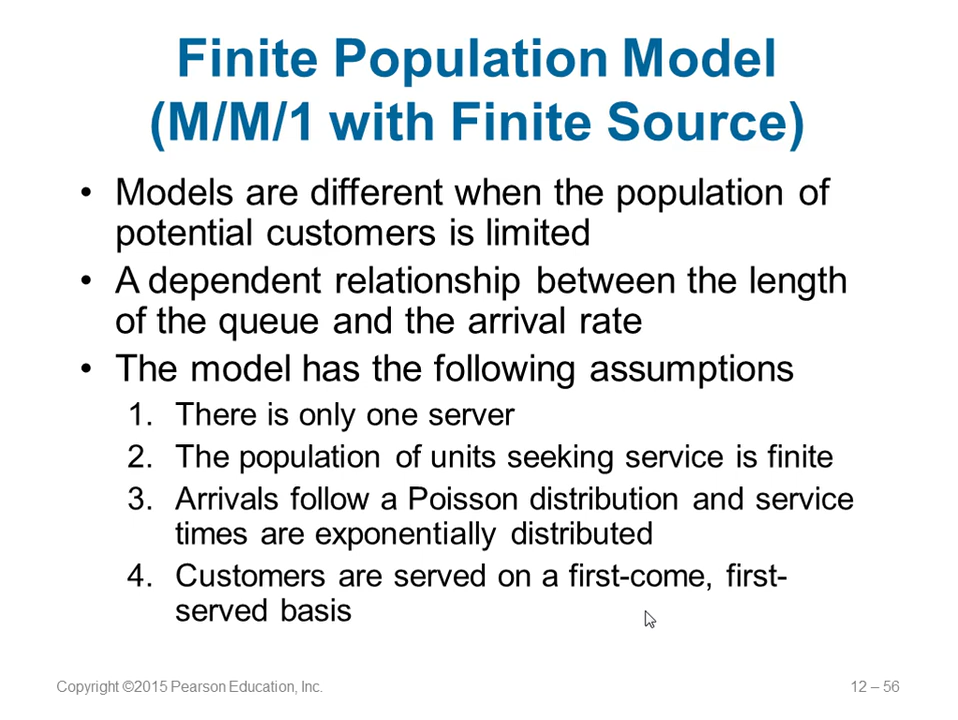 Finite Population Model
(M/M/1 with Finite Source)
• Models are different when the population of
potential customers is limited
• A dependent relationship between the length
of the queue and the arrival rate
• The model has the following assumptions
1. There is only one server
2. The population of units seeking service is finite
3. Arrivals follow a Poisson distribution and service
times are exponentially distributed
4. Customers are served on a first-come, first-
served basis
Copyright ©2015 Pearson Education, Inc.
12 – 56